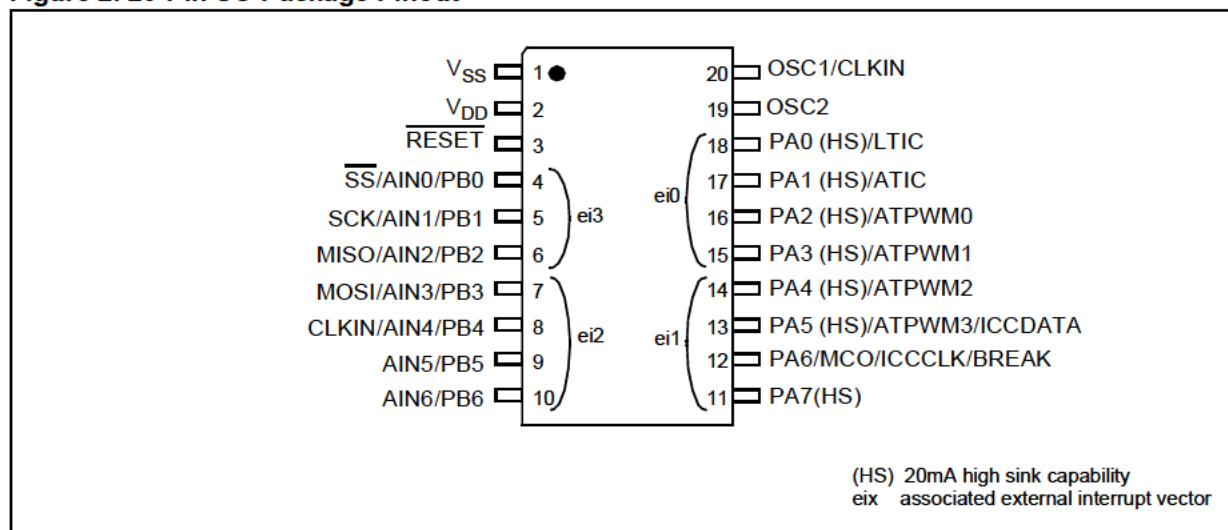 Figure 2. 20-Pin SO Package Pinout
VSS 1
VDD 2
RESET 3
SS/AIN0/PB0 4
SCK/AIN1/PB1 5
MISO/AIN2/PB2 6
ei3
MOSI/AIN3/PB3 7
CLKIN/AIN4/PB4 8
AIN5/PB5 9
AIN6/PB6 10
ei2
20 OSC1/CLKIN
19 OSC2
18 PA0 (HS)/LTIC
17 PA1 (HS)/ATIC
16 PA2 (HS)/ATPWM0
15 PA3 (HS)/ATPWM1
ei0
14 PA4 (HS)/ATPWM2
13 PA5 (HS)/ATPWM3/ICCDATA
12 PA6/MCO/ICCCLK/BREAK
11 PA7(HS)
ei1
(HS) 20mA high sink capability
eix associated external interrupt vector